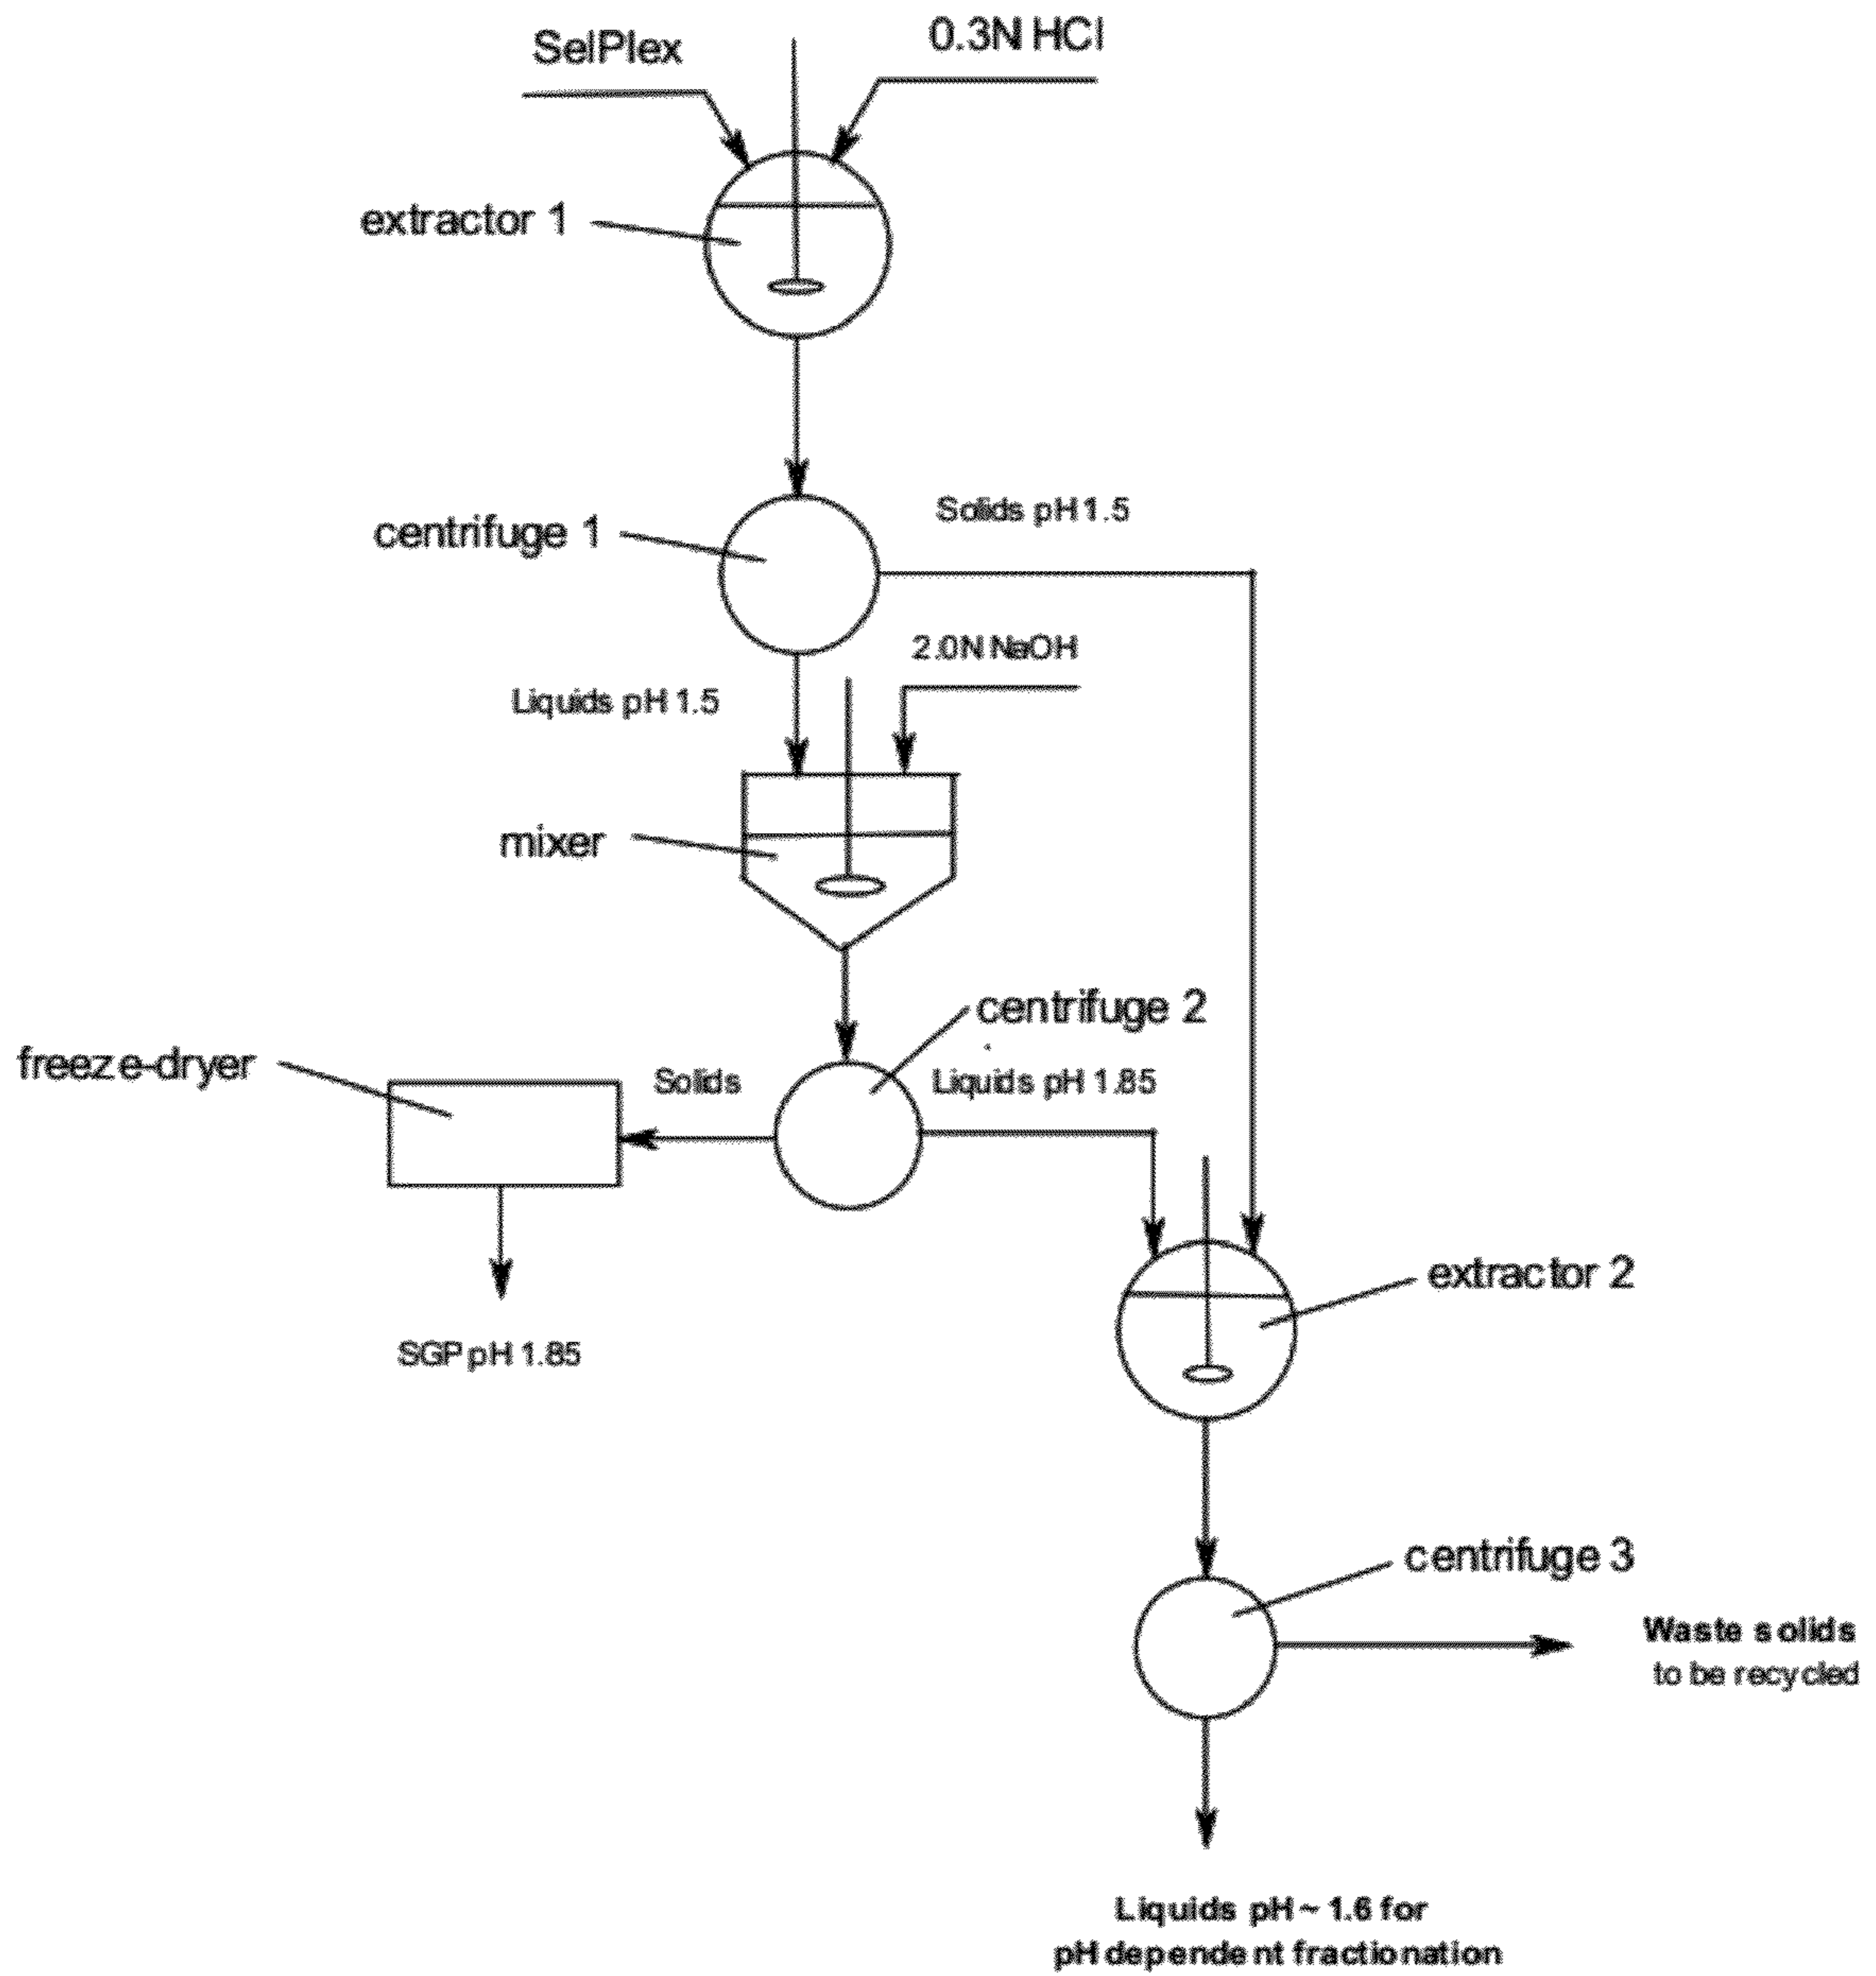 SelPlex
0.3N HCl
extractor 1
centrifuge 1
Solids pH 1.5
2.0N NaOH
Liquids pH 1.5
mixer
centrifuge 2
freeze-dryer
Solids
Liquids pH 1.85
extractor 2
SGP pH 1.85
centrifuge 3
Waste solids
to be recycled
Liquids pH ~ 1.6 for
pH dependent fractionation